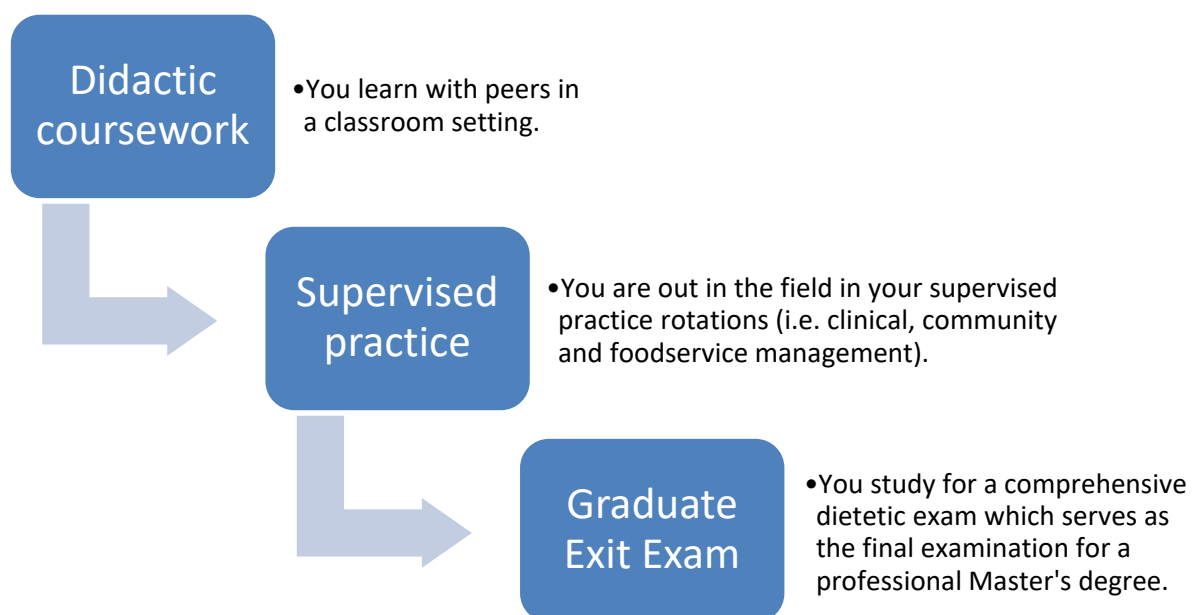 Didactic
coursework
•You learn with peers in
a classroom setting.
Supervised
practice
•You are out in the field in your supervised
practice rotations (i.e. clinical, community
and foodservice management).
Graduate
Exit Exam
•You study for a comprehensive
dietetic exam which serves as
the final examination for a
professional Master's degree.